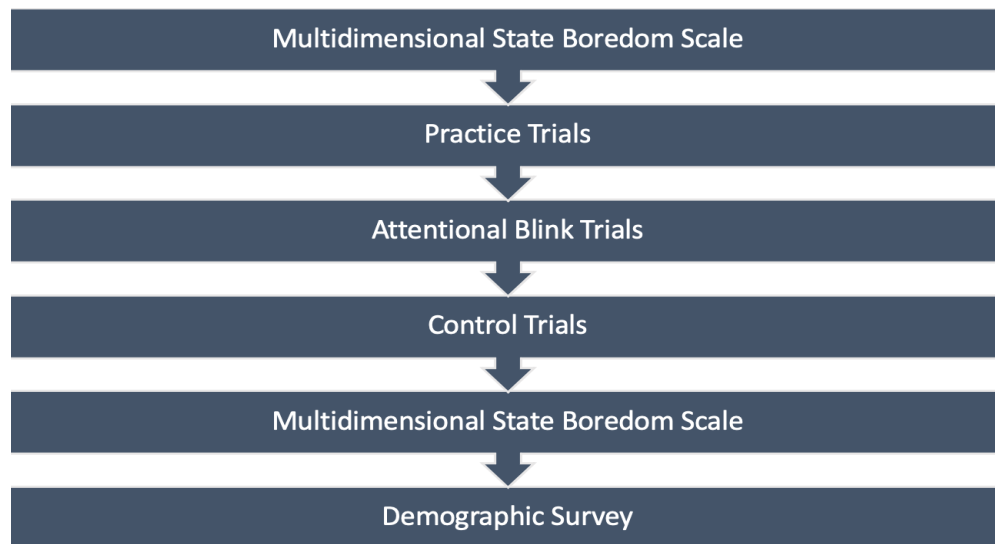 Multidimensional State Boredom Scale
Practice Trials
Attentional Blink Trials
Control Trials
Multidimensional State Boredom Scale
Demographic Survey